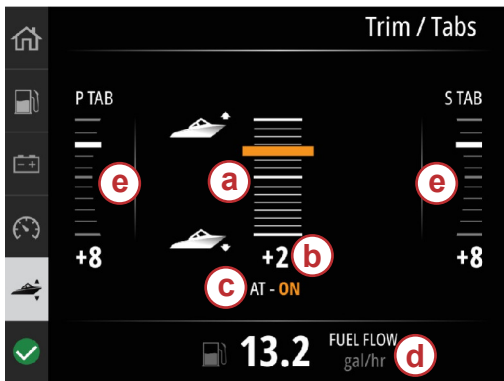 Trim / Tabs
P TAB
S TAB
e
a
e
+8
+2
b
+8
c
AT - ON
13.2
FUEL FLOW
gal/hr
d